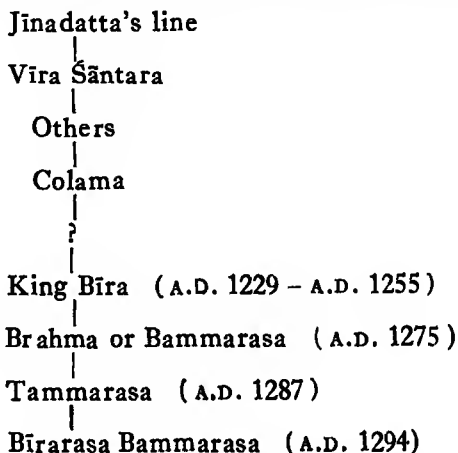 Jīnadatta's line
Vīra Śāntara
Others
Colama
?
King Bīra (A.D. 1229 – A.D. 1255)
Brahma or Bammarasa (A.D. 1275)
Tammarasa (A.D. 1287)
Bīrarasa Bammarasa (A.D. 1294)